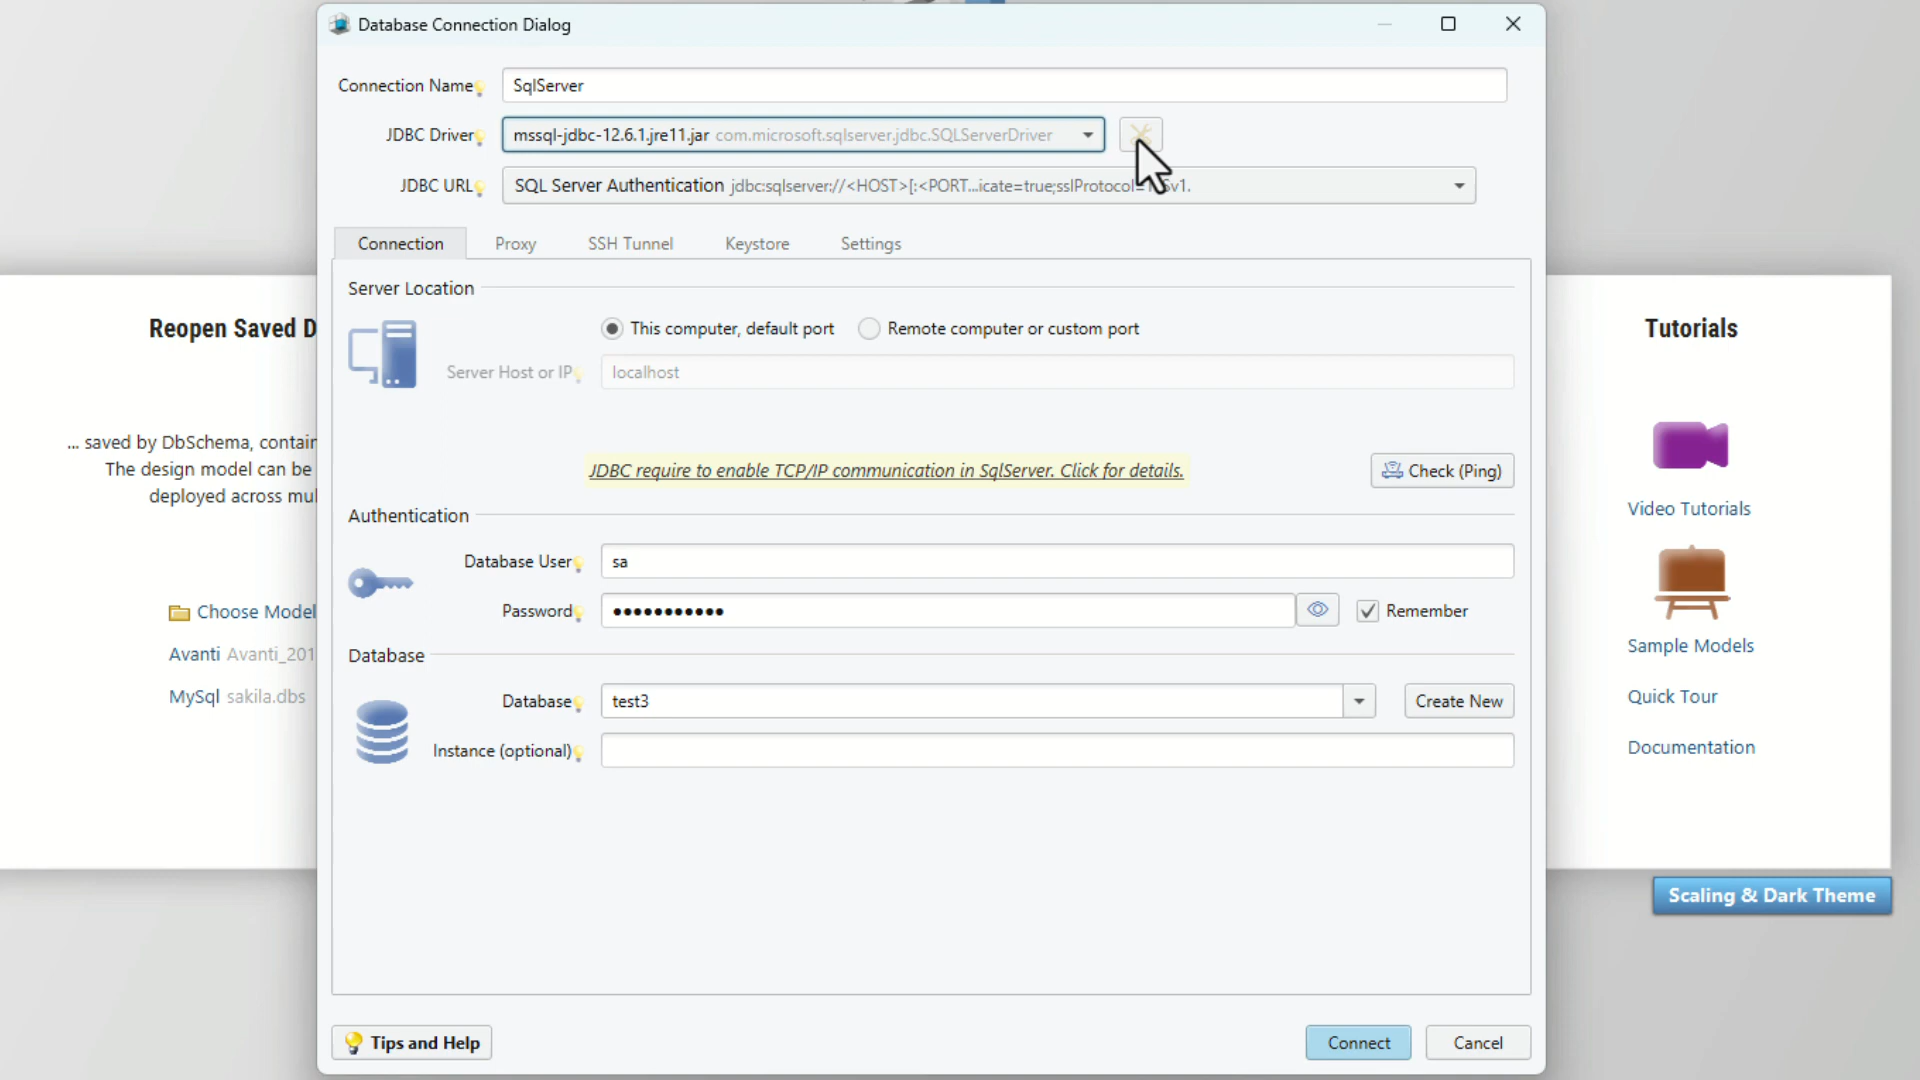 Database Connection Dialog
Connection Name SqlServer
JDBC Driver mssql-jdbc-12.6.1.jre11.jar com.microsoft.sqlserver.jdbc.SQLServerDriver
JDBC URL SQL Server Authentication jdbc:sqlserver://<HOST>[:<PORT...icate=true;sslProtocol= v1.
Connection Proxy SSH Tunnel Keystore Settings
Server Location
This computer, default port Remote computer or custom port
Server Host or IP localhost
JDBC require to enable TCP/IP communication in SqlServer. Click for details. Check (Ping)
Authentication
Database User sa
Password ●●●●●●●●●●● Remember
Database
Database test3 Create New
Instance (optional)
Tips and Help Connect Cancel
Reopen Saved D
... saved by DbSchema, contain
The design model can be
deployed across mul
Choose Model
Avanti Avanti_201
MySql sakila.dbs
Tutorials
Video Tutorials
Sample Models
Quick Tour
Documentation
Scaling & Dark Theme